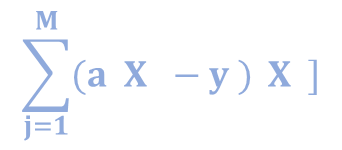 M
∑(a X − y) X ]
j=1